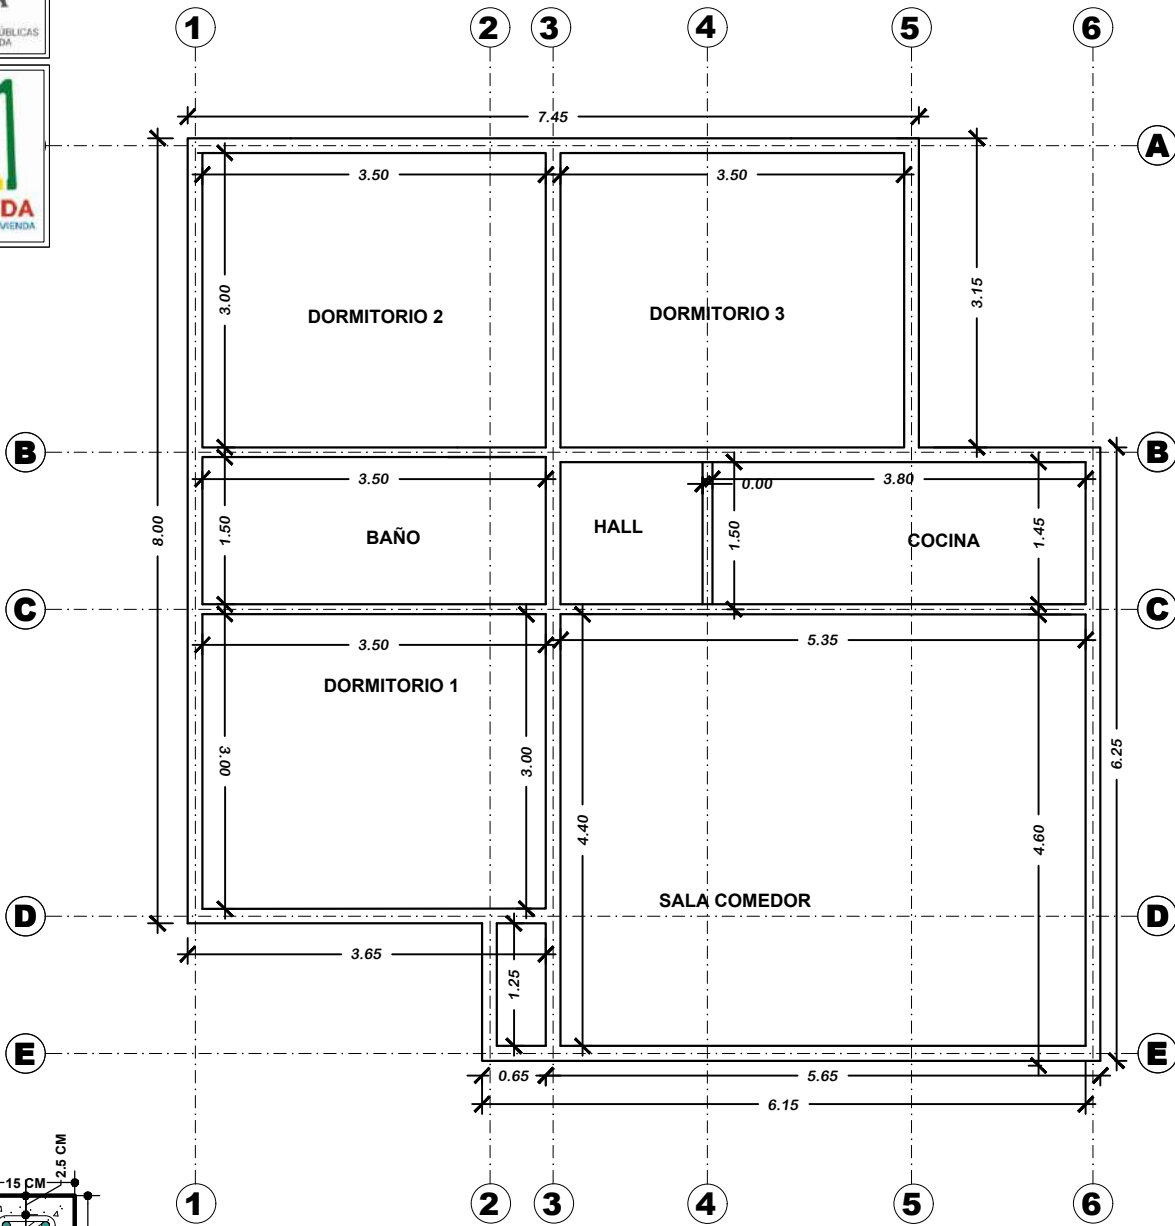 1 2 3 4 5 6
ÚBLICAS
DA
7.45
A
3.50 3.50
DA
VIENDA
3.00
3.15
DORMITORIO 2
DORMITORIO 3
B B
3.50
0.00
3.80
8.00
1.50
BAÑO
HALL
1.50
COCINA
1.45
C C
3.50
5.35
DORMITORIO 1
3.00
3.00
6.25
4.40
4.60
SALA COMEDOR
D D
3.65
1.25
E E
0.65 5.65
6.15
2.5 CM
15 CM
1 2 3 4 5 6